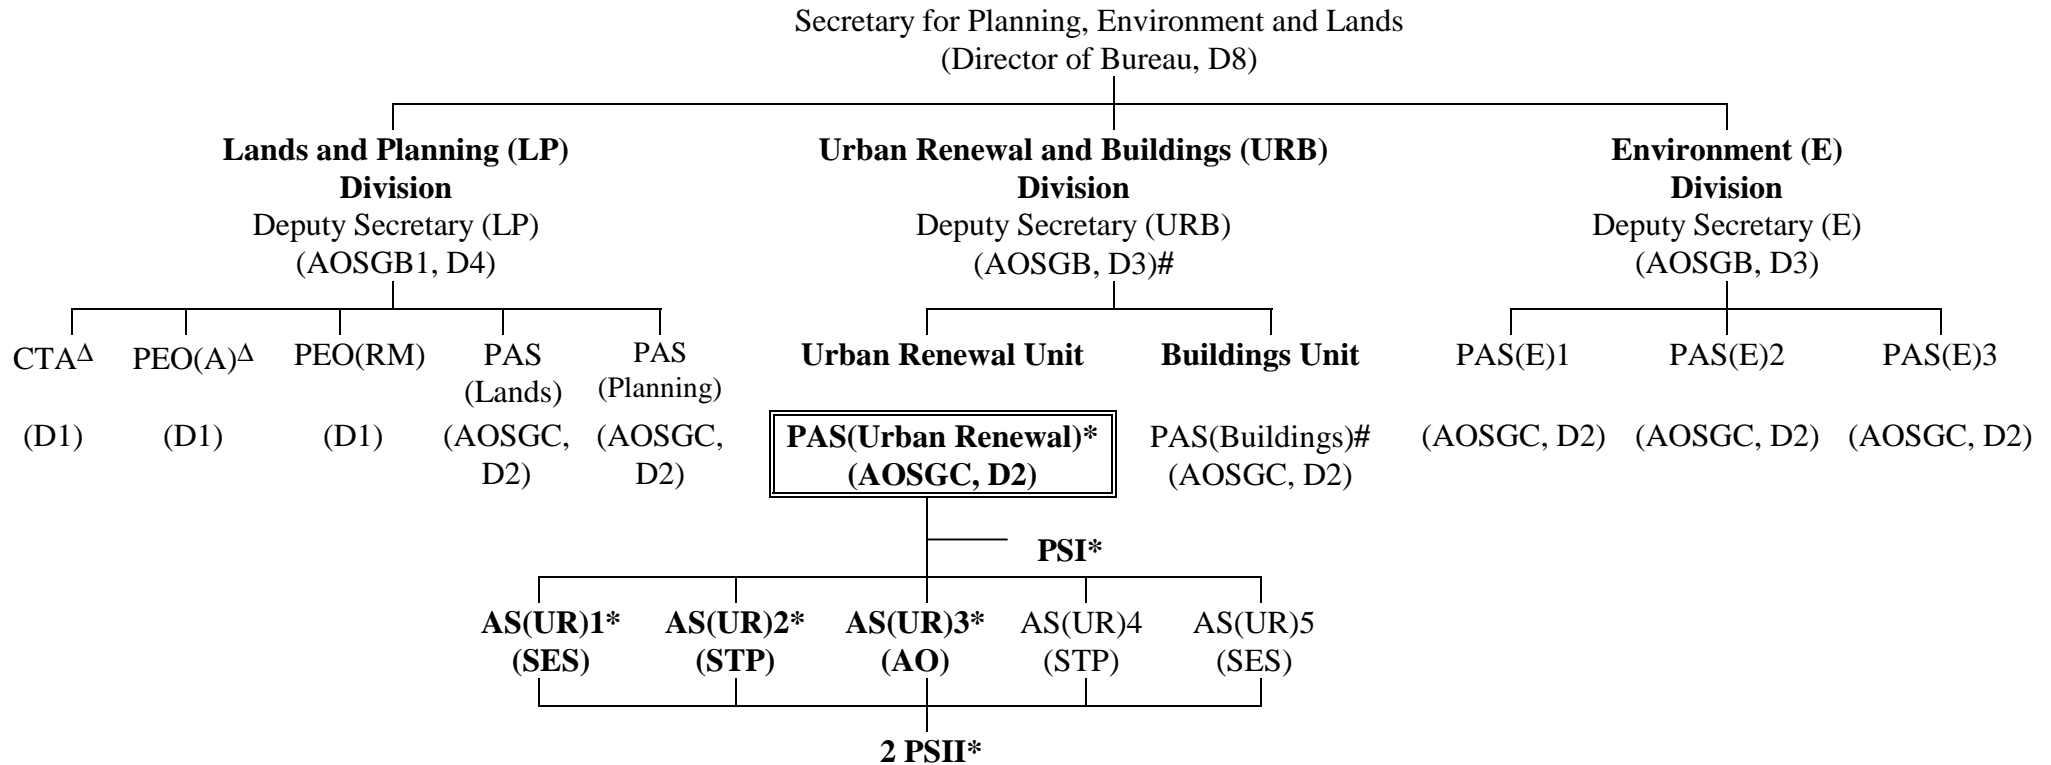 Secretary for Planning, Environment and Lands
(Director of Bureau, D8)
Lands and Planning (LP)
Division
Deputy Secretary (LP)
(AOSGB1, D4)
Urban Renewal and Buildings (URB)
Division
Deputy Secretary (URB)
(AOSGB, D3)#
Environment (E)
Division
Deputy Secretary (E)
(AOSGB, D3)
CTAΔ
(D1)
PEO(A)Δ
(D1)
PEO(RM)
(D1)
PAS
(Lands)
(AOSGC,
D2)
PAS
(Planning)
(AOSGC,
D2)
Urban Renewal Unit
PAS(Urban Renewal)*
(AOSGC, D2)
Buildings Unit
PAS(Buildings)#
(AOSGC, D2)
PAS(E)1
(AOSGC, D2)
PAS(E)2
(AOSGC, D2)
PAS(E)3
(AOSGC, D2)
PSI*
AS(UR)1*
(SES)
AS(UR)2*
(STP)
AS(UR)3*
(AO)
AS(UR)4
(STP)
AS(UR)5
(SES)
2 PSII*